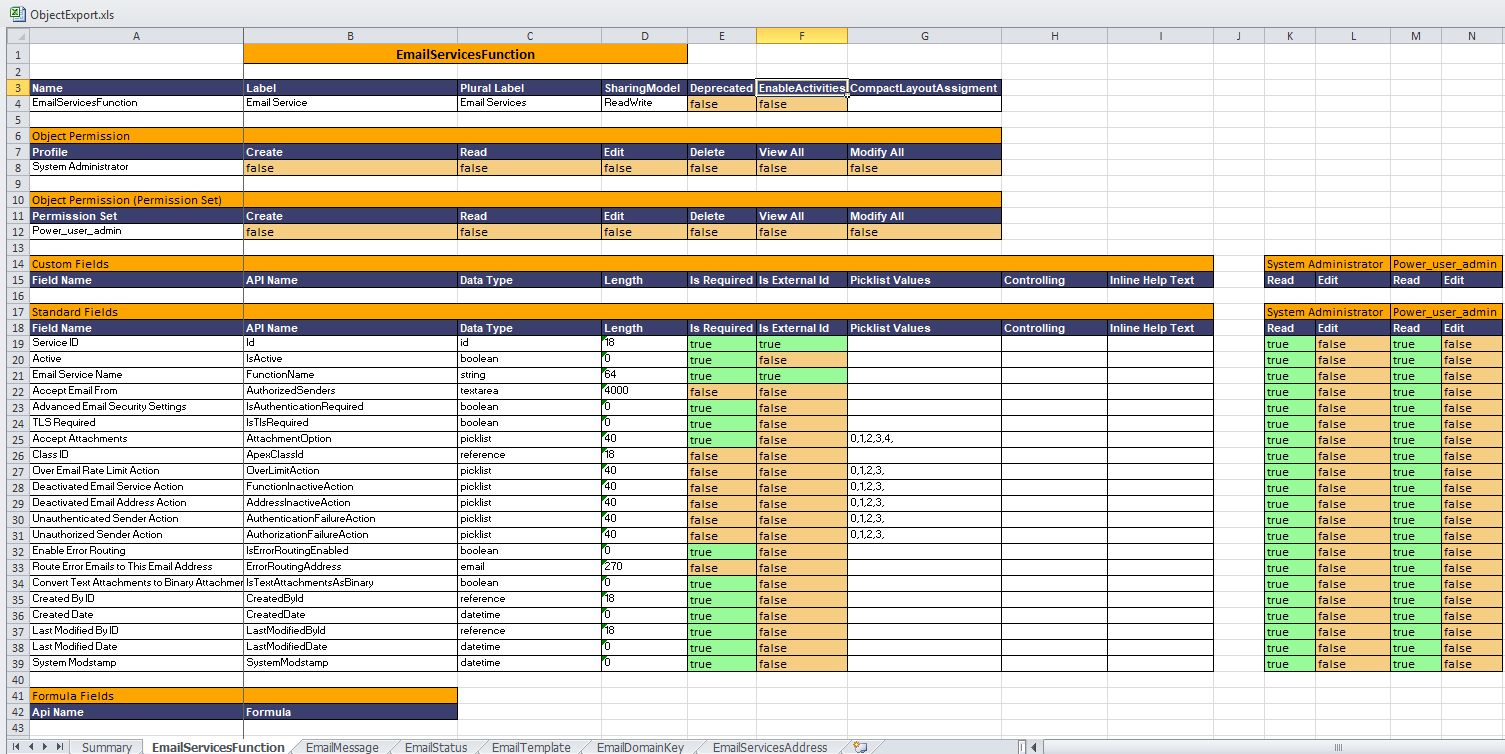 ObjectExport.xls
A B C D E F G H I J K L M N
1 EmailServicesFunction
2
3 Name Label Plural Label SharingModel Deprecated EnableActivities CompactLayoutAssigment
4 EmailServicesFunction Email Service Email Services ReadWrite false false
5
6 Object Permission
7 Profile Create Read Edit Delete View All Modify All
8 System Administrator false false false false false false
9
10 Object Permission (Permission Set)
11 Permission Set Create Read Edit Delete View All Modify All
12 Power_user_admin false false false false false false
13
14 Custom Fields System Administrator Power_user_admin
15 Field Name API Name Data Type Length Is Required Is External Id Picklist Values Controlling Inline Help Text Read Edit Read Edit
16
17 Standard Fields System Administrator Power_user_admin
18 Field Name API Name Data Type Length Is Required Is External Id Picklist Values Controlling Inline Help Text Read Edit Read Edit
19 Service ID Id id 18 true true true false true false
20 Active IsActive boolean 0 true false true false true false
21 Email Service Name FunctionName string 64 true true true false true false
22 Accept Email From AuthorizedSenders textarea 4000 false false true false true false
23 Advanced Email Security Settings IsAuthenticationRequired boolean 0 true false true false true false
24 TLS Required IsTlsRequired boolean 0 true false true false true false
25 Accept Attachments AttachmentOption picklist 40 true false 0,1,2,3,4, true false true false
26 Class ID ApexClassId reference 18 false false true false true false
27 Over Email Rate Limit Action OverLimitAction picklist 40 false false 0,1,2,3, true false true false
28 Deactivated Email Service Action FunctionInactiveAction picklist 40 false false 0,1,2,3, true false true false
29 Deactivated Email Address Action AddressInactiveAction picklist 40 false false 0,1,2,3, true false true false
30 Unauthenticated Sender Action AuthenticationFailureAction picklist 40 false false 0,1,2,3, true false true false
31 Unauthorized Sender Action AuthorizationFailureAction picklist 40 false false 0,1,2,3, true false true false
32 Enable Error Routing IsErrorRoutingEnabled boolean 0 true false true false true false
33 Route Error Emails to This Email Address ErrorRoutingAddress email 270 false false true false true false
34 Convert Text Attachments to Binary Attachmer IsTextAttachmentsAsBinary boolean 0 true false true false true false
35 Created By ID CreatedById reference 18 true false true false true false
36 Created Date CreatedDate datetime 0 true false true false true false
37 Last Modified By ID LastModifiedById reference 18 true false true false true false
38 Last Modified Date LastModifiedDate datetime 0 true false true false true false
39 System Modstamp SystemModstamp datetime 0 true false true false true false
40
41 Formula Fields
42 Api Name Formula
43
Summary EmailServicesFunction EmailMessage EmailStatus EmailTemplate EmailDomainKey EmailServicesAddress